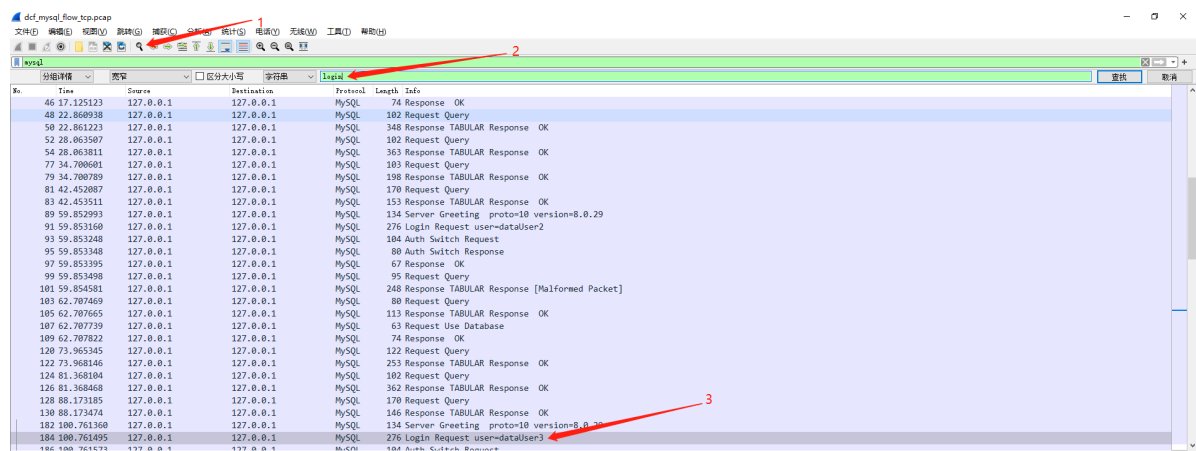 dcf_mysql_flow_tcp.pcap
文件(F) 编辑(E) 视图(V) 跳转(G) 捕获(C) 分析(A) 统计(S) 电话(Y) 无线(W) 工具(T) 帮助(H)
1
2
mysql
分组详情 宽窄 区分大小写 字符串 login 查找 取消
No. Time Source Destination Protocol Length Info
46 17.125123 127.0.0.1 127.0.0.1 MySQL 74 Response OK
48 22.860938 127.0.0.1 127.0.0.1 MySQL 102 Request Query
50 22.861223 127.0.0.1 127.0.0.1 MySQL 348 Response TABULAR Response OK
52 28.063507 127.0.0.1 127.0.0.1 MySQL 102 Request Query
54 28.063811 127.0.0.1 127.0.0.1 MySQL 363 Response TABULAR Response OK
77 34.700601 127.0.0.1 127.0.0.1 MySQL 103 Request Query
79 34.700789 127.0.0.1 127.0.0.1 MySQL 198 Response TABULAR Response OK
81 42.452087 127.0.0.1 127.0.0.1 MySQL 170 Request Query
83 42.453511 127.0.0.1 127.0.0.1 MySQL 153 Response TABULAR Response OK
89 59.852993 127.0.0.1 127.0.0.1 MySQL 134 Server Greeting proto=10 version=8.0.29
91 59.853160 127.0.0.1 127.0.0.1 MySQL 276 Login Request user=dataUser2
93 59.853248 127.0.0.1 127.0.0.1 MySQL 104 Auth Switch Request
95 59.853348 127.0.0.1 127.0.0.1 MySQL 80 Auth Switch Response
97 59.853395 127.0.0.1 127.0.0.1 MySQL 67 Response OK
99 59.853498 127.0.0.1 127.0.0.1 MySQL 95 Request Query
101 59.854581 127.0.0.1 127.0.0.1 MySQL 248 Response TABULAR Response [Malformed Packet]
103 62.707469 127.0.0.1 127.0.0.1 MySQL 80 Request Query
105 62.707665 127.0.0.1 127.0.0.1 MySQL 113 Response TABULAR Response OK
107 62.707739 127.0.0.1 127.0.0.1 MySQL 63 Request Use Database
109 62.707822 127.0.0.1 127.0.0.1 MySQL 74 Response OK
120 73.965345 127.0.0.1 127.0.0.1 MySQL 122 Request Query
122 73.968146 127.0.0.1 127.0.0.1 MySQL 253 Response TABULAR Response OK
124 81.368104 127.0.0.1 127.0.0.1 MySQL 102 Request Query
126 81.368468 127.0.0.1 127.0.0.1 MySQL 362 Response TABULAR Response OK
128 88.173185 127.0.0.1 127.0.0.1 MySQL 170 Request Query
3
130 88.173474 127.0.0.1 127.0.0.1 MySQL 146 Response TABULAR Response OK
182 100.761360 127.0.0.1 127.0.0.1 MySQL 134 Server Greeting proto=10 version=8.0.29
184 100.761495 127.0.0.1 127.0.0.1 MySQL 276 Login Request user=dataUser3
186 100.761573 127.0.0.1 127.0.0.1 MySQL 104 Auth Switch Request